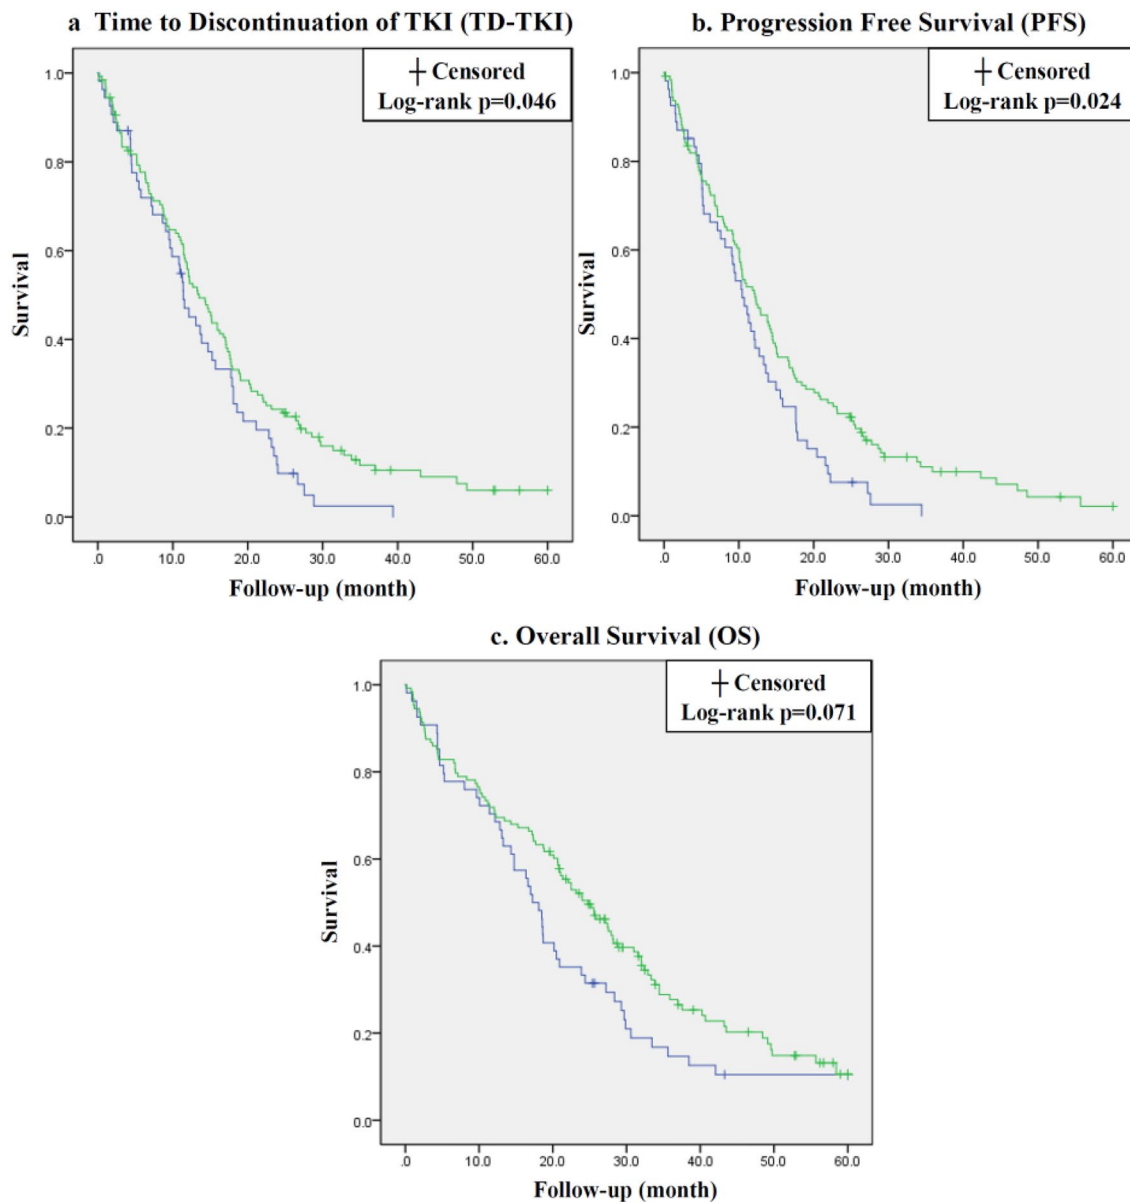 a Time to Discontinuation of TKI (TD-TKI)
Censored
Log-rank p=0.046
1.0
0.8
0.6
0.4
0.2
0.0
Survival
.0 10.0 20.0 30.0 40.0 50.0 60.0
Follow-up (month)
b. Progression Free Survival (PFS)
Censored
Log-rank p=0.024
1.0
0.8
0.6
0.4
0.2
0.0
Survival
.0 10.0 20.0 30.0 40.0 50.0 60.0
Follow-up (month)
c. Overall Survival (OS)
Censored
Log-rank p=0.071
1.0
0.8
0.6
0.4
0.2
0.0
Survival
.0 10.0 20.0 30.0 40.0 50.0 60.0
Follow-up (month)